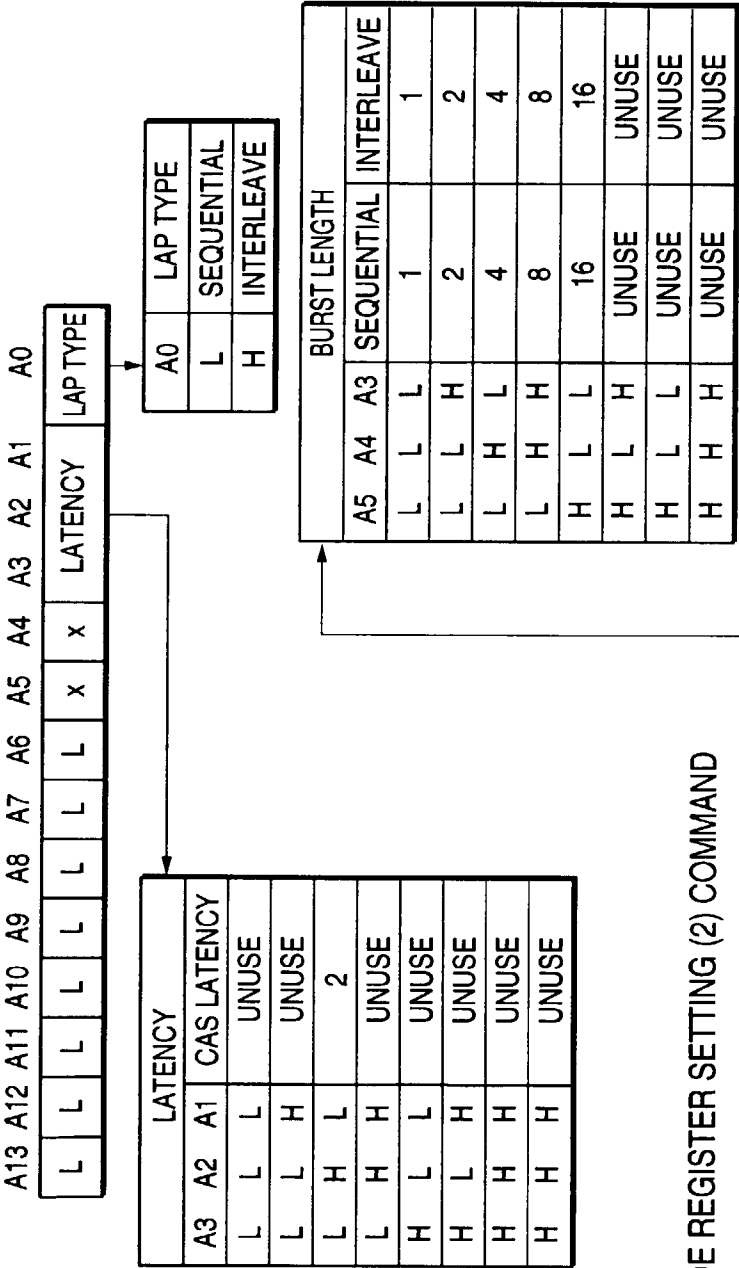 A13 A12 A11 A10 A9 A8 A7 A6 A5 A4 A3 A2 A1 A0
L L L L L L L L x x LATENCY LAP TYPE
A0 LAP TYPE
L SEQUENTIAL
H INTERLEAVE
LATENCY
A3 A2 A1 CAS LATENCY
L L L UNUSE
L L H UNUSE
L H L 2
L H H UNUSE
H L L UNUSE
H L H UNUSE
H H H UNUSE
H H H UNUSE
BURST LENGTH
A5 A4 A3 SEQUENTIAL INTERLEAVE
L L L 1 1
L L H 2 2
L H L 4 4
L H H 8 8
H L L 16 16
H L H UNUSE UNUSE
H L L UNUSE UNUSE
H H H UNUSE UNUSE
REGISTER SETTING (2) COMMAND